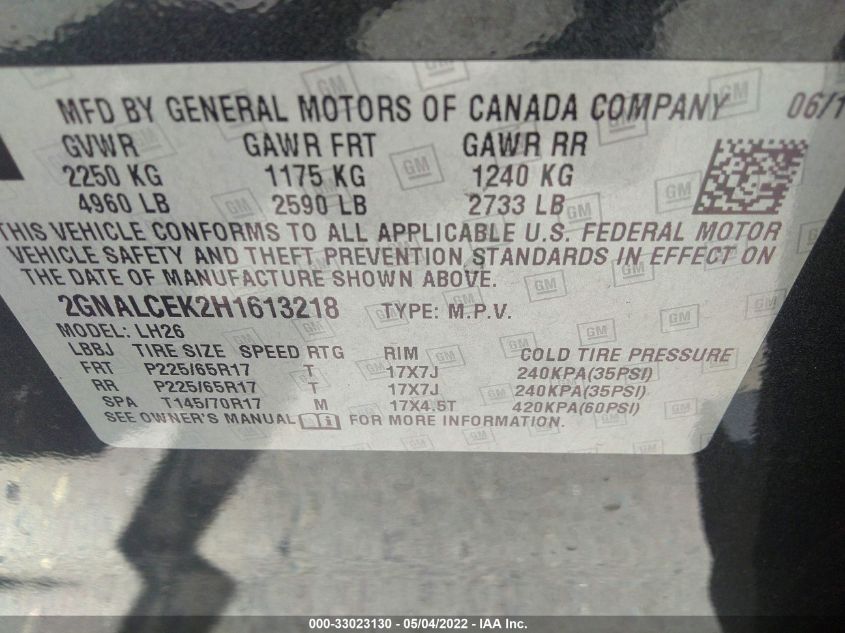 MFD BY GENERAL MOTORS OF CANADA COMPANY 06/1
GVWR GAWR FRT GAWR RR
2250 KG 1175 KG 1240 KG
4960 LB 2590 LB 2733 LB
THIS VEHICLE CONFORMS TO ALL APPLICABLE U.S. FEDERAL MOTOR
VEHICLE SAFETY AND THEFT PREVENTION STANDARDS IN EFFECT ON
THE DATE OF MANUFACTURE SHOWN ABOVE.
2GNALCEK2H1613218 TYPE: M.P.V.
MODEL: LH26
LBBJ TIRE SIZE SPEED RTG RIM COLD TIRE PRESSURE
FRT P225/65R17 T 17X7J 240KPA(35PSI)
RR P225/65R17 T 17X7J 240KPA(35PSI)
SPA T145/70R17 M 17X4.5T 420KPA(60PSI)
SEE OWNER'S MANUAL FOR MORE INFORMATION.
000-33023130 - 05/04/2022 - IAA Inc.